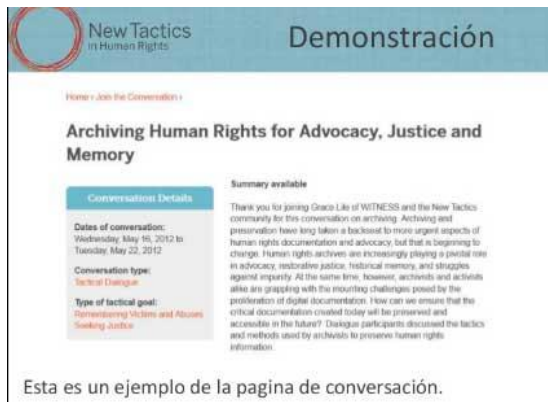 New Tactics
in Human Rights
Demonstración
Home › Join the Conversation ›
Archiving Human Rights for Advocacy, Justice and
Memory
Conversation Details
Dates of conversation:
Wednesday, May 16, 2012 to
Tuesday, May 22, 2012
Conversation type:
Tactical Dialogue
Type of tactical goal:
Remembering Victims and Abuses
Seeking Justice
Summary available
Thank you for joining Grace Lile of WITNESS and the New Tactics
community for this conversation on archiving. Archiving and
preservation have long taken a backseat to more urgent aspects of
human rights documentation and advocacy, but that is beginning to
change. Human rights archives are increasingly playing a pivotal role
in advocacy, restorative justice, historical memory, and struggles
against impunity. At the same time, however, archivists and activists
alike are grappling with the mounting challenges posed by the
proliferation of digital documentation. How can we ensure that the
critical documentation created today will be preserved and
accessible in the future? Dialogue participants discussed the tactics
and methods used by archivists to preserve human rights
information.
Esta es un ejemplo de la pagina de conversación.